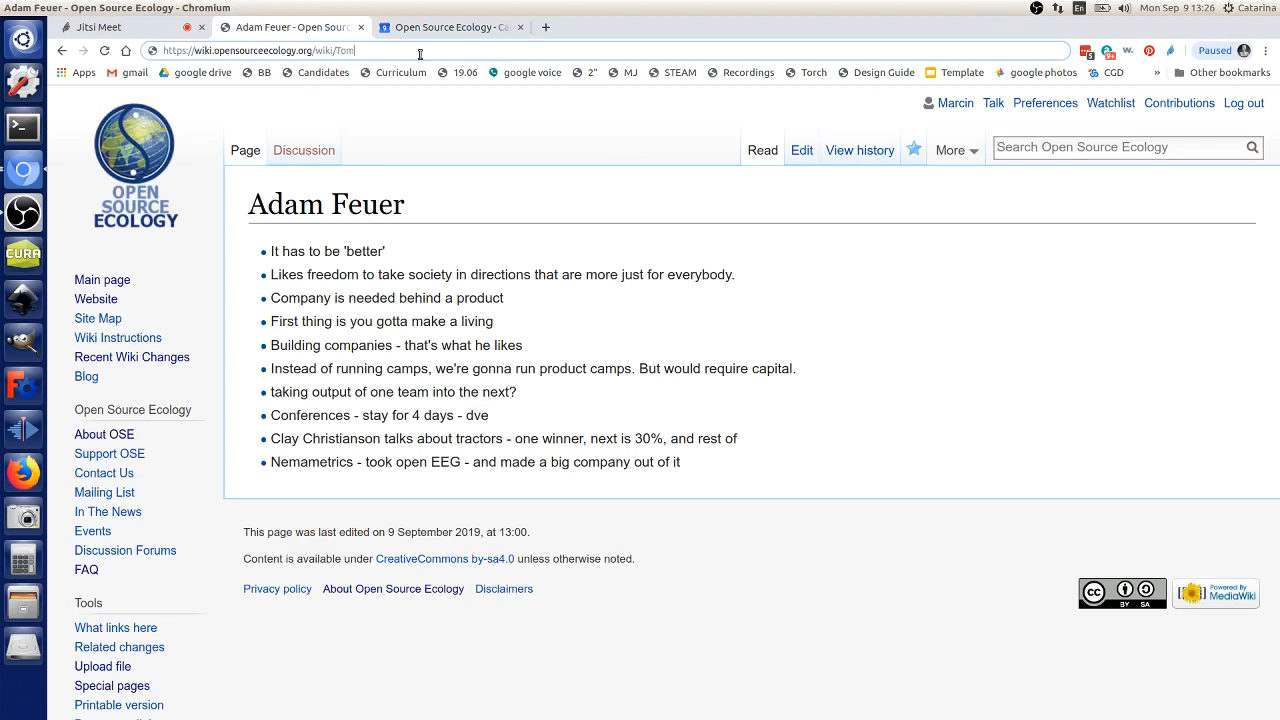 Adam Feuer - Open Source Ecology - Chromium
En
Mon Sep 9 13:26
Catarina
Jitsi Meet
Adam Feuer - Open Sourc
Open Source Ecology - Ca
https://wiki.opensourceecology.org/wiki/Tom
Paused
Apps
gmail
google drive
BB
Candidates
Curriculum
19.06
google voice
2"
MJ
STEAM
Recordings
Torch
Design Guide
Template
google photos
CGD
»
Other bookmarks
Marcin
Talk
Preferences
Watchlist
Contributions
Log out
Page
Discussion
Read
Edit
View history
More
Search Open Source Ecology
OPEN
SOURCE
ECOLOGY
CURA
Adam Feuer
It has to be 'better'
Likes freedom to take society in directions that are more just for everybody.
Company is needed behind a product
First thing is you gotta make a living
Building companies - that's what he likes
Instead of running camps, we're gonna run product camps. But would require capital.
taking output of one team into the next?
Conferences - stay for 4 days - dve
Clay Christianson talks about tractors - one winner, next is 30%, and rest of
Nemametrics - took open EEG - and made a big company out of it
Main page
Website
Site Map
Wiki Instructions
Recent Wiki Changes
Blog
Open Source Ecology
About OSE
Support OSE
Contact Us
Mailing List
In The News
Events
Discussion Forums
FAQ
Tools
What links here
Related changes
Upload file
Special pages
Printable version
This page was last edited on 9 September 2019, at 13:00.
Content is available under CreativeCommons by-sa4.0 unless otherwise noted.
Privacy policy
About Open Source Ecology
Disclaimers
CC
BY SA
Powered By
MediaWiki